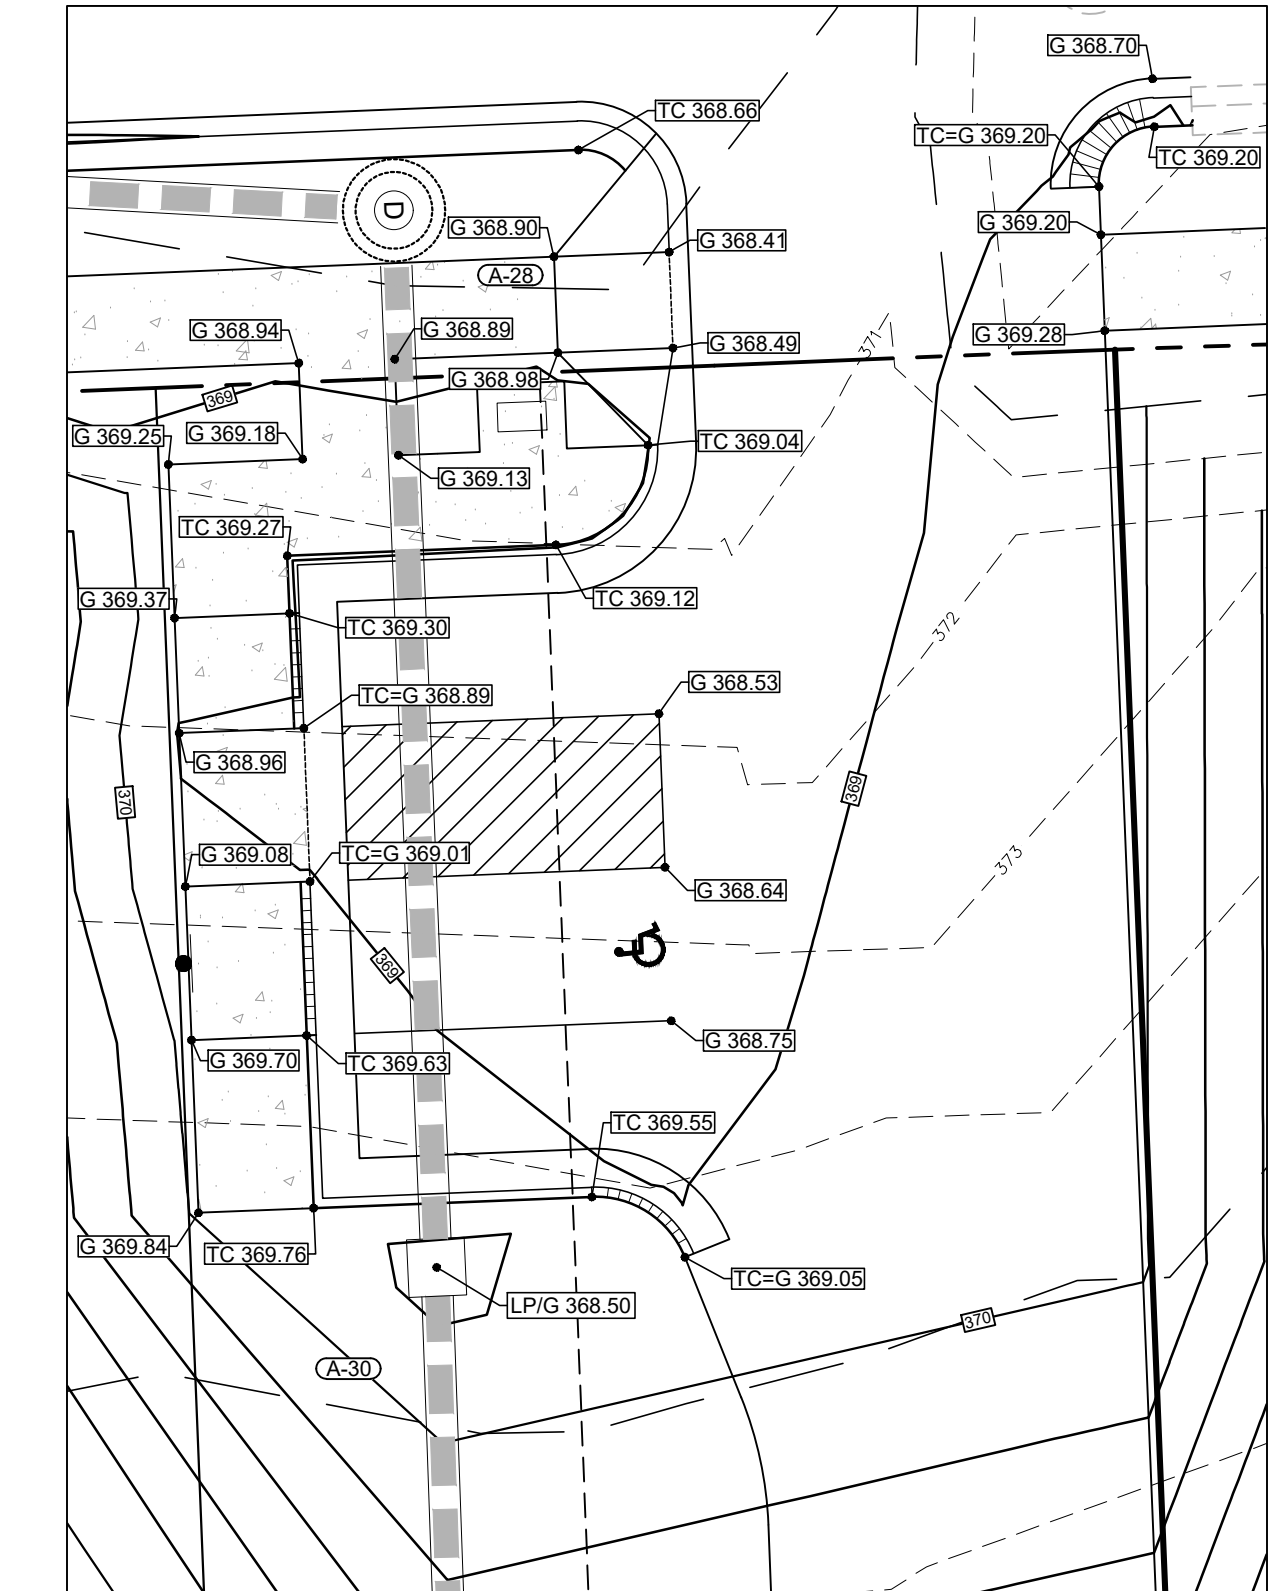 G 368.70
TC 368.66
TC=G 369.20
TC 369.20
D
G 368.90
G 368.41
G 369.20
A-28
G 368.94
G 368.89
G 368.49
G 369.28
371
G 368.98
369
G 369.25
G 369.18
TC 369.04
G 369.13
TC 369.27
G 369.37
TC 369.12
TC 369.30
372
G 368.53
TC=G 368.89
G 368.96
370
369
G 369.08
TC=G 369.01
373
G 368.64
369
G 368.75
G 369.70
TC 369.63
TC 369.55
G 369.84
TC 369.76
TC=G 369.05
LP/G 368.50
370
A-30